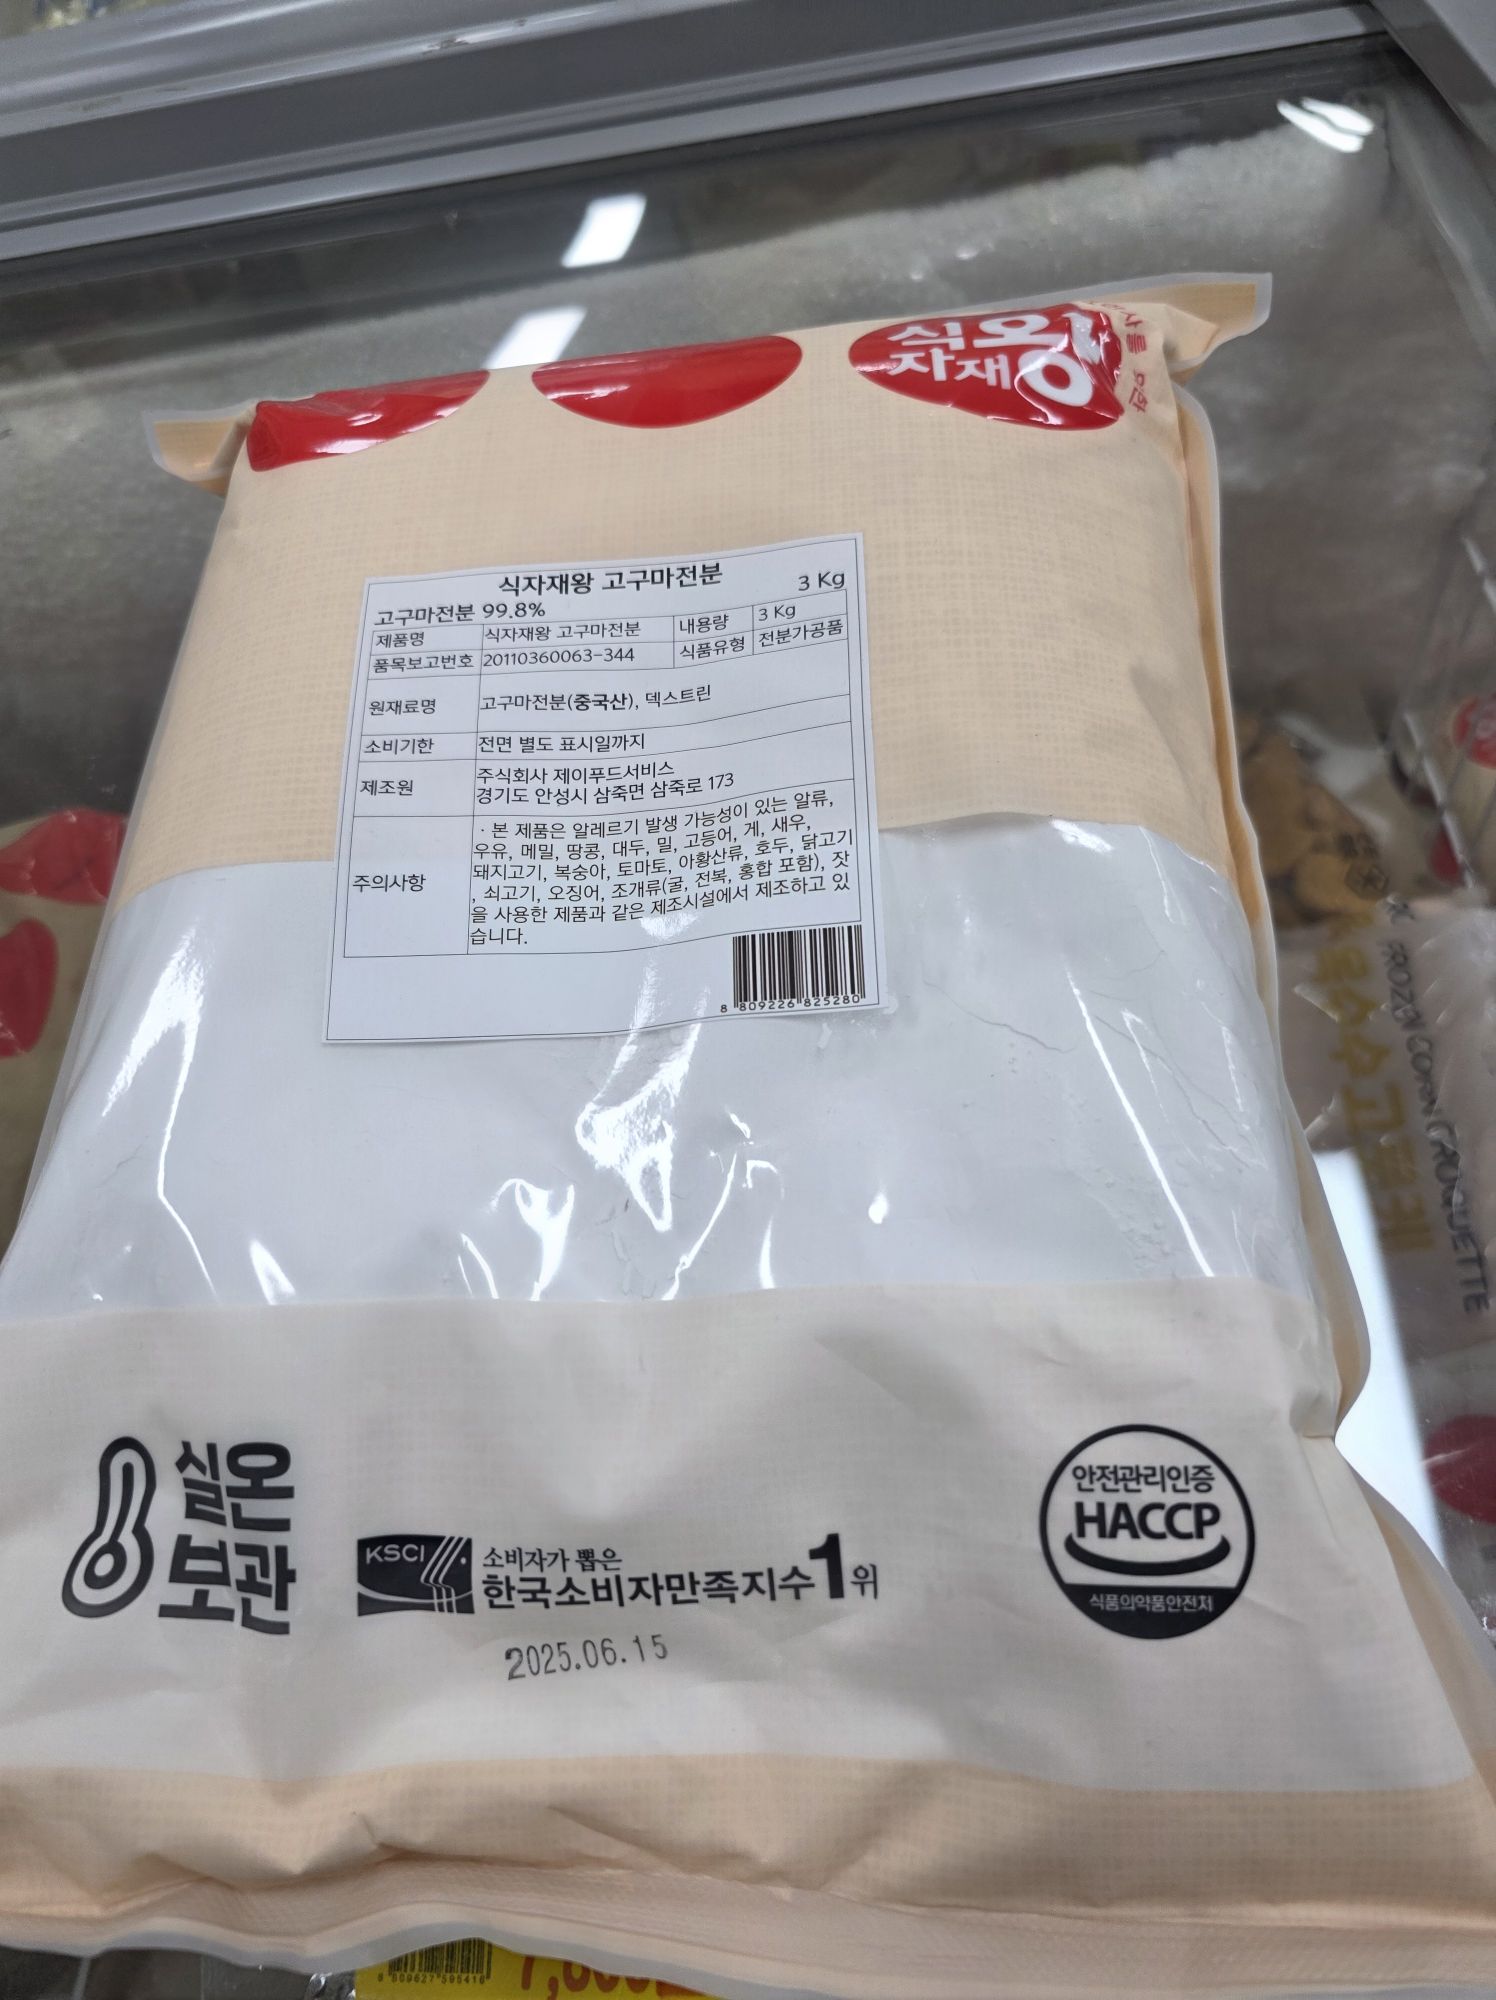 식자재왕
를
식자재왕 고구마전분 3 Kg
고구마전분 99.8%
제품명 식자재왕 고구마전분 내용량 3 Kg
품목보고번호 20110360063-344 식품유형 전분가공품
원재료명 고구마전분(중국산), 덱스트린
소비기한 전면 별도 표시일까지
제조원 주식회사 제이푸드서비스
경기도 안성시 삼죽면 삼죽로 173
주의사항 · 본 제품은 알레르기 발생 가능성이 있는 알류,
우유, 메밀, 땅콩, 대두, 밀, 고등어, 게, 새우,
돼지고기, 복숭아, 토마토, 아황산류, 호두, 닭고기
, 쇠고기, 오징어, 조개류(굴, 전복, 홍합 포함), 잣
을 사용한 제품과 같은 제조시설에서 제조하고 있
습니다.
8 809226 825280
실온
보관
KSCI 소비자가 뽑은
한국소비자만족지수1위
2025.06.15
안전관리인증
HACCP
식품의약품안전처
FROZEN CORN CROQUETTE
8 809627 595416